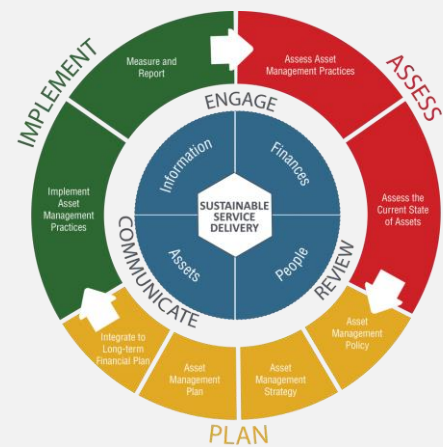 IMPLEMENT
ASSESS
PLAN
Measure and
Report
Assess Asset
Management Practices
Assess the
Current State
of Assets
Asset
Management
Policy
Asset
Management
Strategy
Asset
Management
Plan
Integrate to
Long-term
Financial Plan
Implement
Asset
Management
Practices
ENGAGE
REVIEW
COMMUNICATE
Information
Finances
People
Assets
SUSTAINABLE
SERVICE
DELIVERY